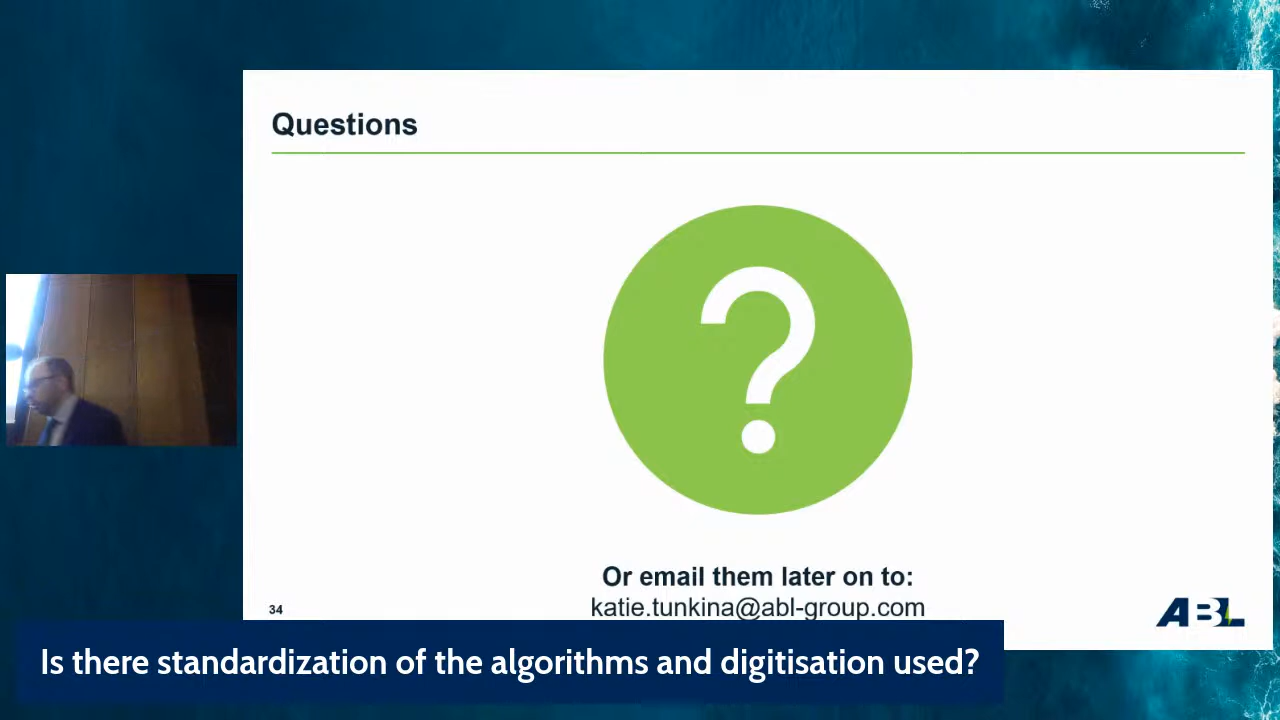 Questions
?
Or email them later on to:
katie.tunkina@abl-group.com
34
ABL
Is there standardization of the algorithms and digitisation used?